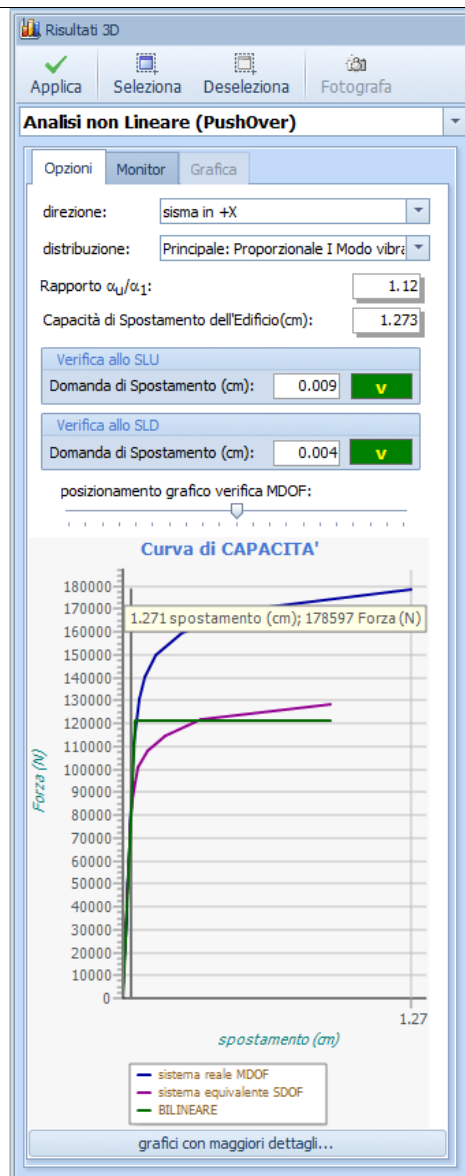 Risultati 3D
Applica Seleziona Deseleziona Fotografa
Analisi non Lineare (PushOver)
Opzioni Monitor Grafica
direzione: sisma in +X
distribuzione: Principale: Proporzionale I Modo vibra
Rapporto αu/α1: 1.12
Capacità di Spostamento dell'Edificio(cm): 1.273
Verifica allo SLU
Domanda di Spostamento (cm): 0.009 v
Verifica allo SLD
Domanda di Spostamento (cm): 0.004 v
posizionamento grafico verifica MDOF:
Curva di CAPACITA'
180000
170000
1.271 spostamento (cm); 178597 Forza (N)
160000
150000
140000
130000
120000
110000
100000
90000
80000
70000
60000
50000
40000
30000
20000
10000
0
Forza (N)
1.27
spostamento (cm)
sistema reale MDOF
sistema equivalente SDOF
BILINEARE
grafici con maggiori dettagli...